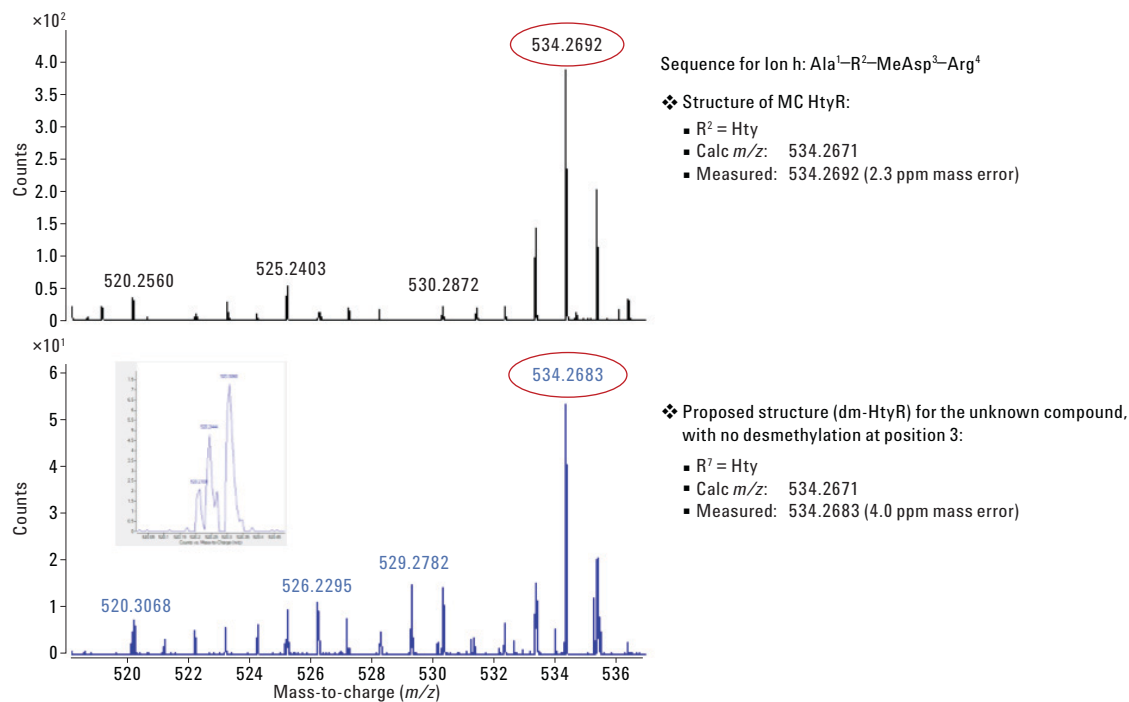 ×10²
4.0
3.5
3.0
2.5
2.0
1.5
1.0
0.5
0
Counts
520.2560
525.2403
530.2872
534.2692
Sequence for Ion h: Ala¹–R²–MeAsp³–Arg⁴
❖ Structure of MC HtyR:
▪ R² = Hty
▪ Calc m/z: 534.2671
▪ Measured: 534.2692 (2.3 ppm mass error)
×10¹
6
5
4
3
2
1
0
Counts
520.3068
526.2295
529.2782
534.2683
520 522 524 526 528 530 532 534 536
Mass-to-charge (m/z)
❖ Proposed structure (dm-HtyR) for the unknown compound,
with no desmethylation at position 3:
▪ R⁷ = Hty
▪ Calc m/z: 534.2671
▪ Measured: 534.2683 (4.0 ppm mass error)